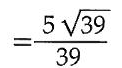 = 5√39 / 39